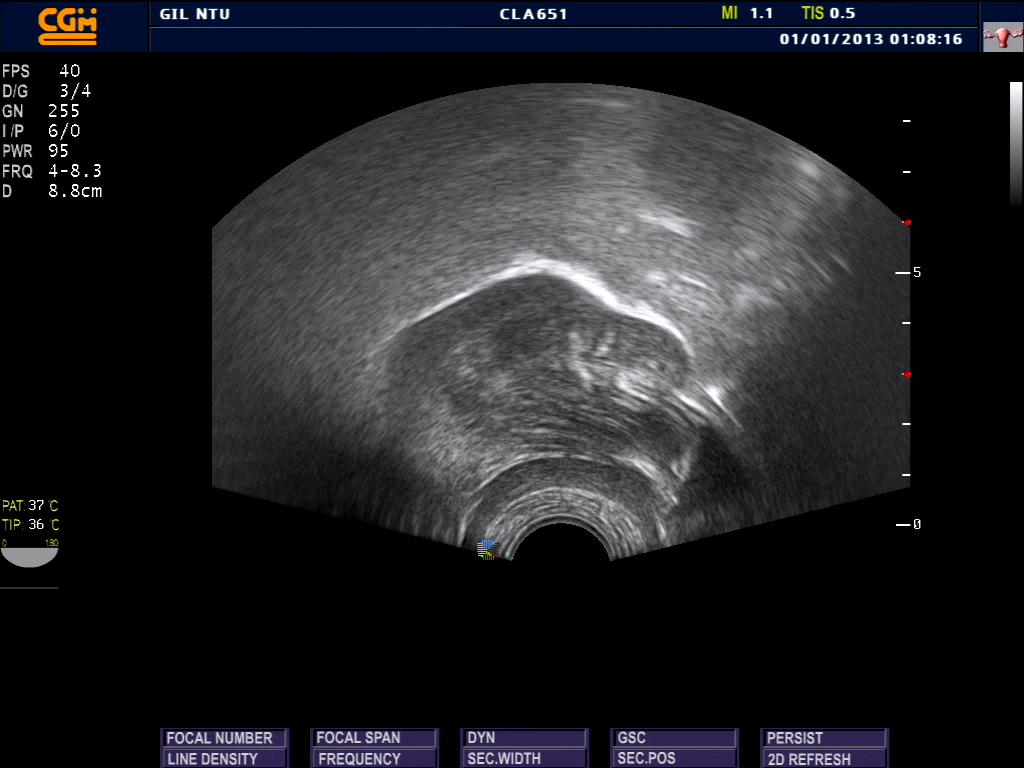 CGM
GIL NTU CLA651 MI 1.1 TIS 0.5
01/01/2013 01:08:16
FPS 40
D/G 3/4
GN 255
I/P 6/0
PWR 95
FRQ 4-8.3
D 8.8cm
5
PAT: 37 °C
TIP: 36 °C
0 180
0
FOCAL NUMBER FOCAL SPAN DYN GSC PERSIST
LINE DENSITY FREQUENCY SEC.WIDTH SEC.POS 2D REFRESH